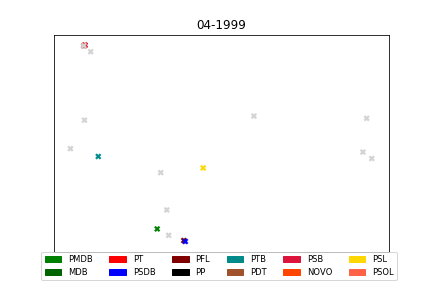 04-1999
PMDB PT PFL PTB PSB PSL
MDB PSDB PP PDT NOVO PSOL